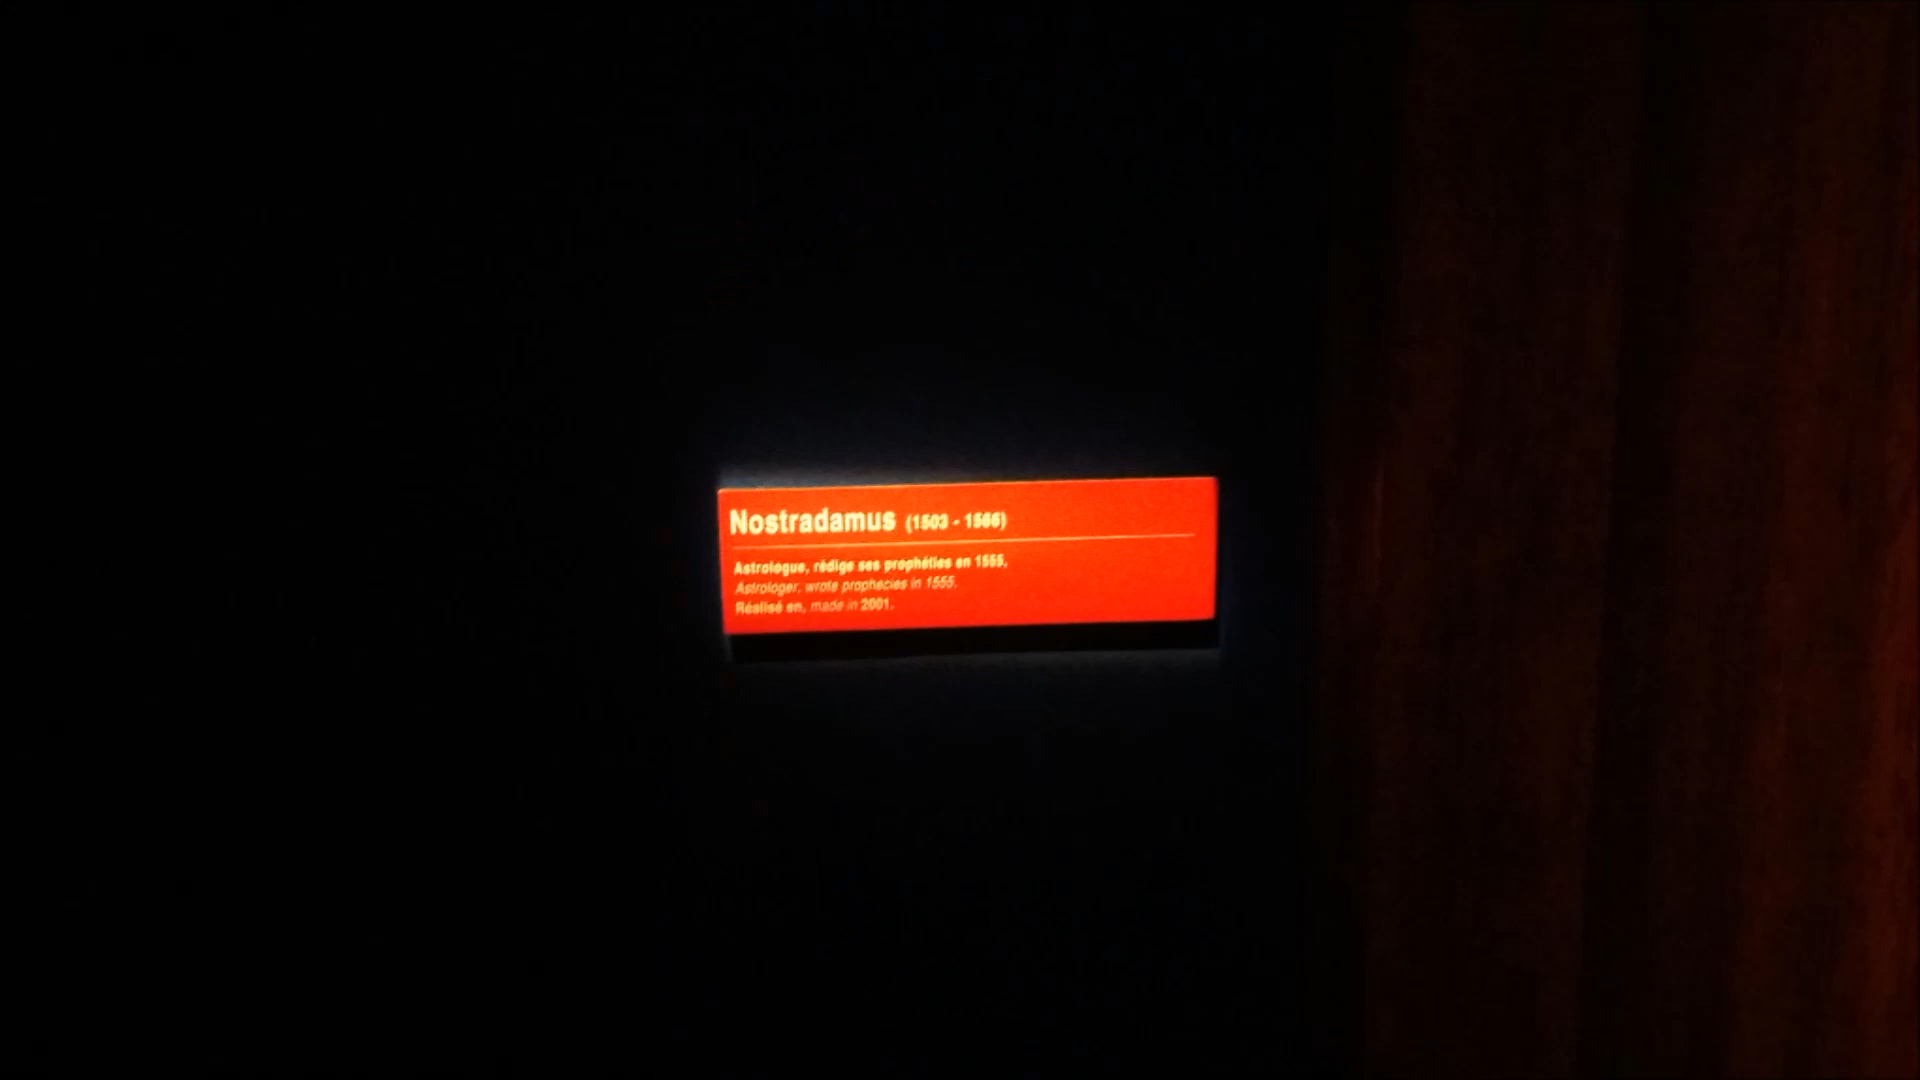 Nostradamus (1503 - 1566)
Astrologue, rédige ses prophéties en 1555.
Astrologer, wrote prophecies in 1555.
Réalisé en, made in 2001.